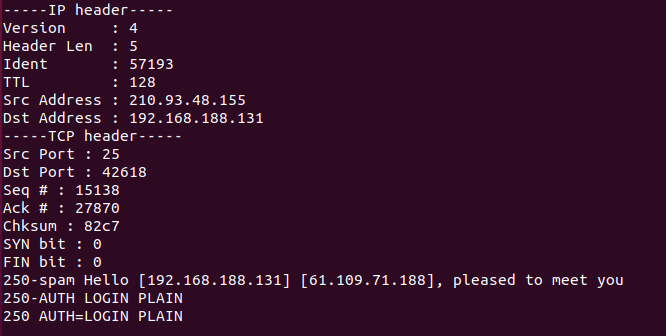 -----IP header-----
Version     : 4
Header Len  : 5
Ident       : 57193
TTL         : 128
Src Address : 210.93.48.155
Dst Address : 192.168.188.131
-----TCP header-----
Src Port : 25
Dst Port : 42618
Seq # : 15138
Ack # : 27870
Chksum : 82c7
SYN bit : 0
FIN bit : 0
250-spam Hello [192.168.188.131] [61.109.71.188], pleased to meet you
250-AUTH LOGIN PLAIN
250 AUTH=LOGIN PLAIN